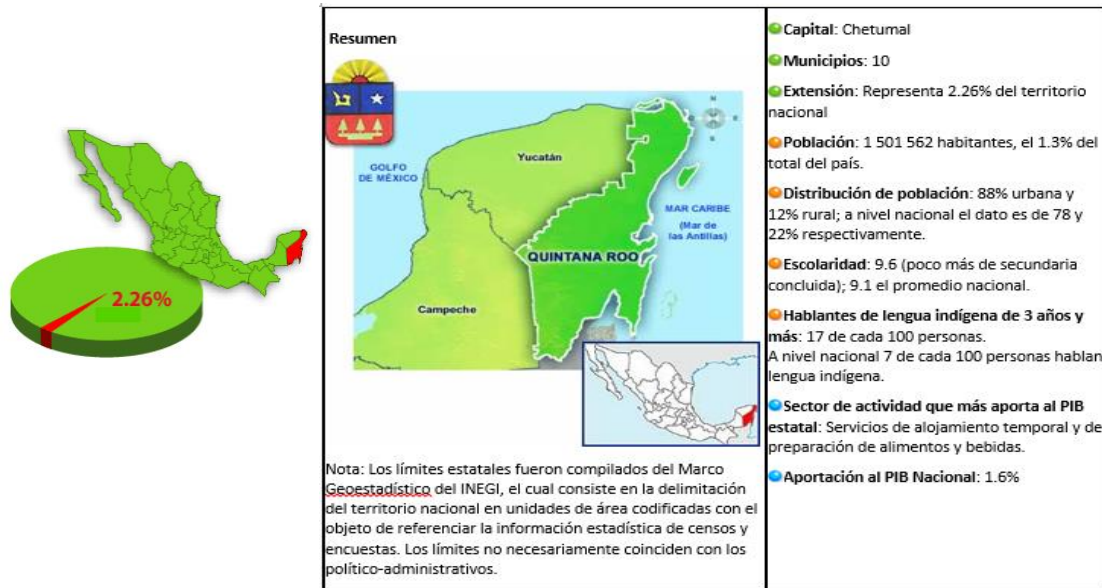 2.26%
Resumen
GOLFO
DE MÉXICO
Yucatán
N
O
E
S
MAR CARIBE
(Mar de
las Antillas)
QUINTANA ROO
Campeche
Nota: Los límites estatales fueron compilados del Marco
Geoestadístico del INEGI, el cual consiste en la delimitación
del territorio nacional en unidades de área codificadas con el
objeto de referenciar la información estadística de censos y
encuestas. Los límites no necesariamente coinciden con los
político-administrativos.
Capital: Chetumal
Municipios: 10
Extensión: Representa 2.26% del territorio
nacional
Población: 1 501 562 habitantes, el 1.3% del
total del país.
Distribución de población: 88% urbana y
12% rural; a nivel nacional el dato es de 78 y
22% respectivamente.
Escolaridad: 9.6 (poco más de secundaria
concluida); 9.1 el promedio nacional.
Hablantes de lengua indígena de 3 años y
más: 17 de cada 100 personas.
A nivel nacional 7 de cada 100 personas hablan
lengua indígena.
Sector de actividad que más aporta al PIB
estatal: Servicios de alojamiento temporal y de
preparación de alimentos y bebidas.
Aportación al PIB Nacional: 1.6%